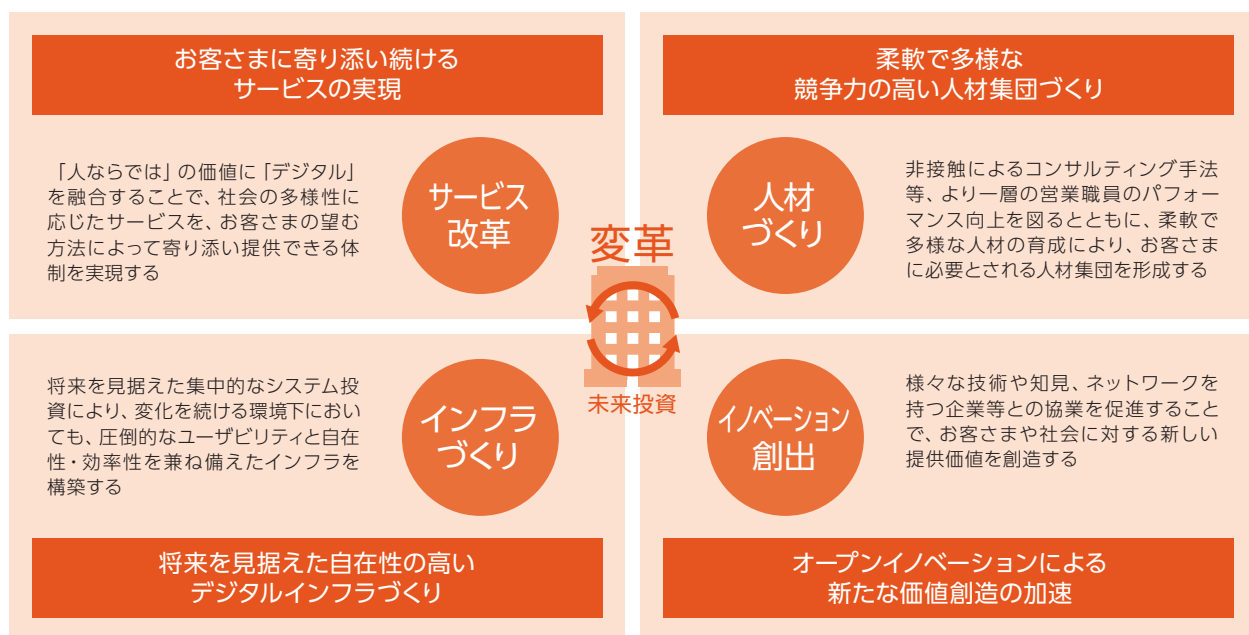 お客さまに寄り添い続ける
サービスの実現
「人ならでは」の価値に「デジタル」
を融合することで、社会の多様性に
応じたサービスを、お客さまの望む
方法によって寄り添い提供できる体
制を実現する
サービス
改革
柔軟で多様な
競争力の高い人材集団づくり
人材
づくり
非接触によるコンサルティング手法
等、より一層の営業職員のパフォー
マンス向上を図るとともに、柔軟で
多様な人材の育成により、お客さま
に必要とされる人材集団を形成する
変革
未来投資
将来を見据えた集中的なシステム投
資により、変化を続ける環境下におい
ても、圧倒的なユーザビリティと自在
性・効率性を兼ね備えたインフラを
構築する
インフラ
づくり
将来を見据えた自在性の高い
デジタルインフラづくり
イノベーション
創出
様々な技術や知見、ネットワークを
持つ企業等との協業を促進すること
で、お客さまや社会に対する新しい
提供価値を創造する
オープンイノベーションによる
新たな価値創造の加速